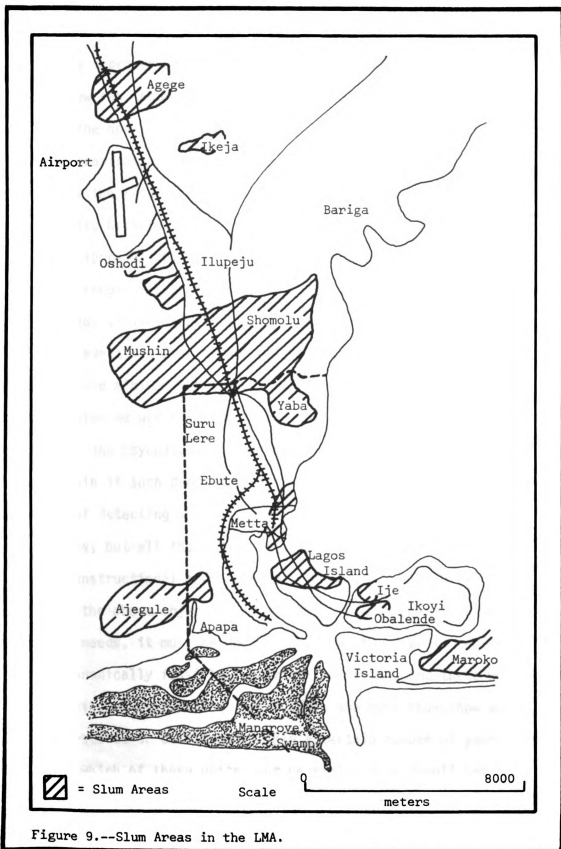 Agege
Ikeja
Airport
Bariga
Oshodi
Ilupeju
Shomolu
Mushin
Yaba
Suru
Lere
Ebute
Metta
Lagos
Island
Ije
Ikoyi
Obalende
Ajegule
Apapa
Victoria
Island
Maroko
Mangrove
Swamp
= Slum Areas
Scale
0
8000
meters
Figure 9.--Slum Areas in the LMA.